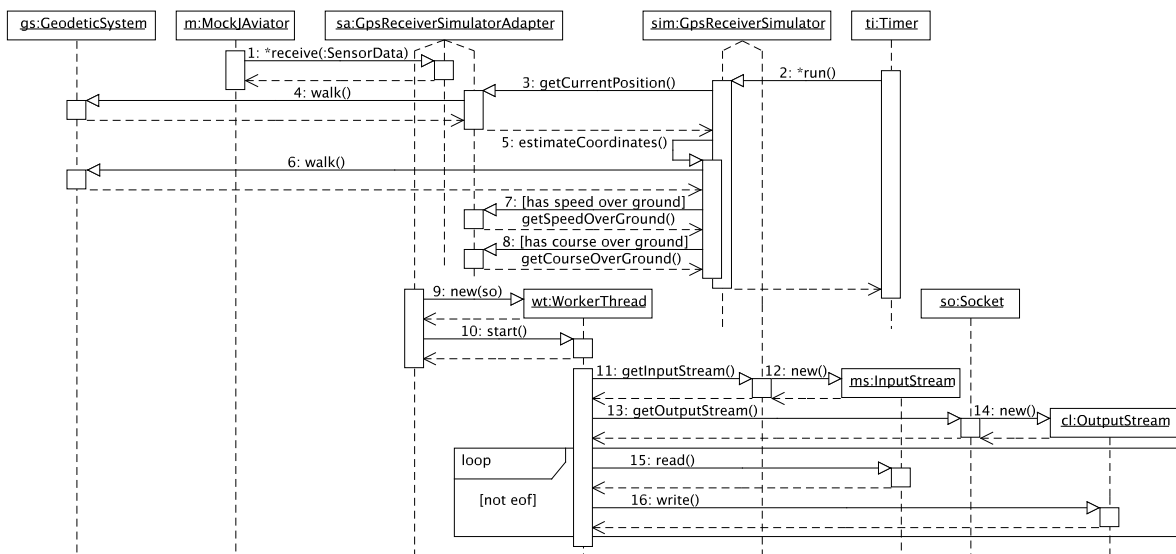 gs:GeodeticSystem
m:MockJAviator
sa:GpsReceiverSimulatorAdapter
sim:GpsReceiverSimulator
ti:Timer
1: *receive(:SensorData)
2: *run()
3: getCurrentPosition()
4: walk()
5: estimateCoordinates()
6: walk()
7: [has speed over ground]
getSpeedOverGround()
8: [has course over ground]
getCourseOverGround()
9: new(so)
wt:WorkerThread
so:Socket
10: start()
11: getInputStream()
12: new()
ms:InputStream
13: getOutputStream()
14: new()
cl:OutputStream
loop
15: read()
[not eof]
16: write()